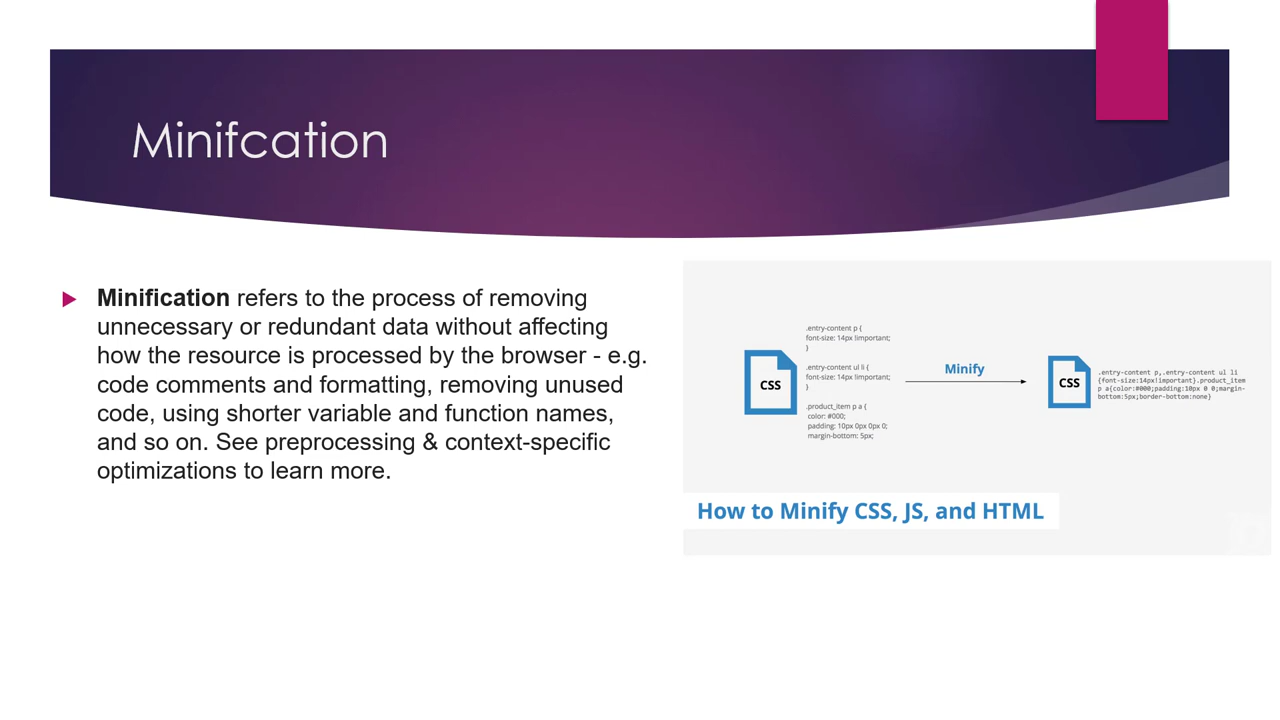 Minifcation
Minification refers to the process of removing
unnecessary or redundant data without affecting
how the resource is processed by the browser - e.g.
code comments and formatting, removing unused
code, using shorter variable and function names,
and so on. See preprocessing & context-specific
optimizations to learn more.
CSS
.entry-content p {
font-size: 14px !important;
}
.entry-content ul li {
font-size: 14px !important;
}
.product_item p a {
color: #000;
padding: 10px 0px 0px 0;
margin-bottom: 5px;
Minify
CSS
.entry-content p,.entry-content ul li
{font-size:14px!important}.product_item
p a{color:#000;padding:10px 0 0;margin-
bottom:5px;border-bottom:none}
How to Minify CSS, JS, and HTML